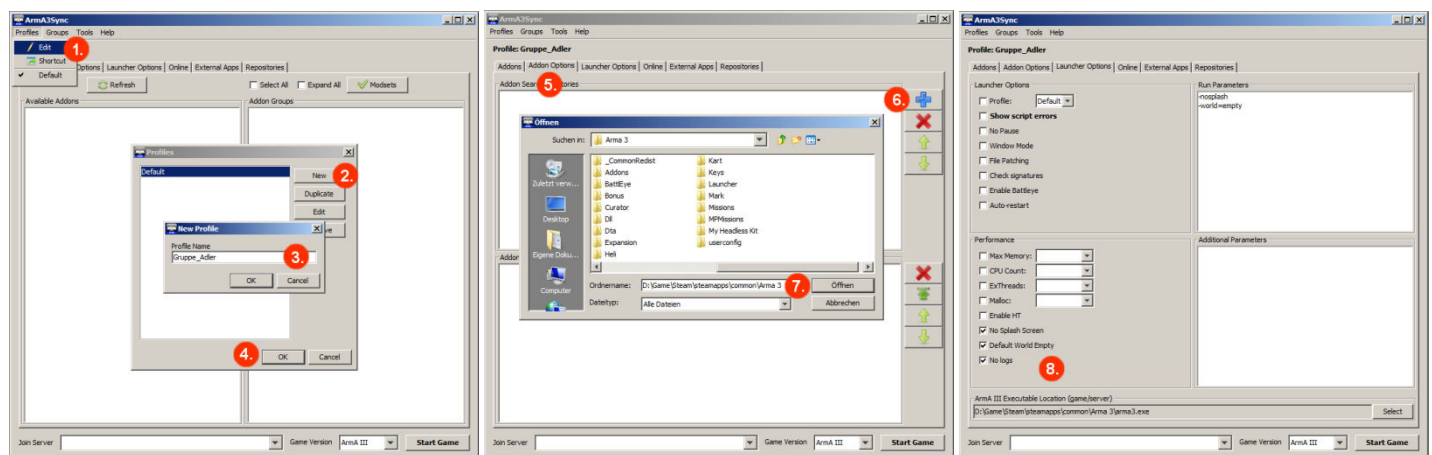 ArmA3Sync
Profiles Groups Tools Help
Edit
1.
Shortcut
Default
Options Launcher Options Online External Apps Repositories
Refresh
Select All Expand All Modsets
Available Addons
Addon Groups
Profiles
Default
New
2.
Duplicate
Edit
New Profile
Profile Name
Gruppe_Adler
3.
OK Cancel
4.
OK Cancel
Join Server
Game Version ArmA III
Start Game
ArmA3Sync
Profiles Groups Tools Help
Profile: Gruppe_Adler
Addons Addon Options Launcher Options Online External Apps Repositories
5.
6.
Öffnen
Suchen in: Arma 3
_CommonRedist
Addons
BattlEye
Bonus
Curator
Dll
Dta
Expansion
Heli
Kart
Keys
Launcher
Mark
Missions
MPMissions
My Headless Kit
userconfig
Zuletzt verw...
Desktop
Eigene Doku...
Computer
Ordnername: D:\Game\Steam\steamapps\common\Arma 3
7.
Öffnen
Dateityp: Alle Dateien
Abbrechen
Join Server
Game Version ArmA III
Start Game
ArmA3Sync
Profiles Groups Tools Help
Profile: Gruppe_Adler
Addons Addon Options Launcher Options Online External Apps Repositories
Launcher Options
Profile: Default
Show script errors
No Pause
Window Mode
File Patching
Check signatures
Enable Battleye
Auto-restart
Run Parameters
-nosplash
-world=empty
Performance
Max Memory:
CPU Count:
ExThreads:
Malloc:
Enable HT
No Splash Screen
Default World Empty
No logs
8.
Additional Parameters
ArmA III Executable Location (game/server)
D:\Game\Steam\steamapps\common\Arma 3\arma3.exe
Select
Join Server
Game Version ArmA III
Start Game